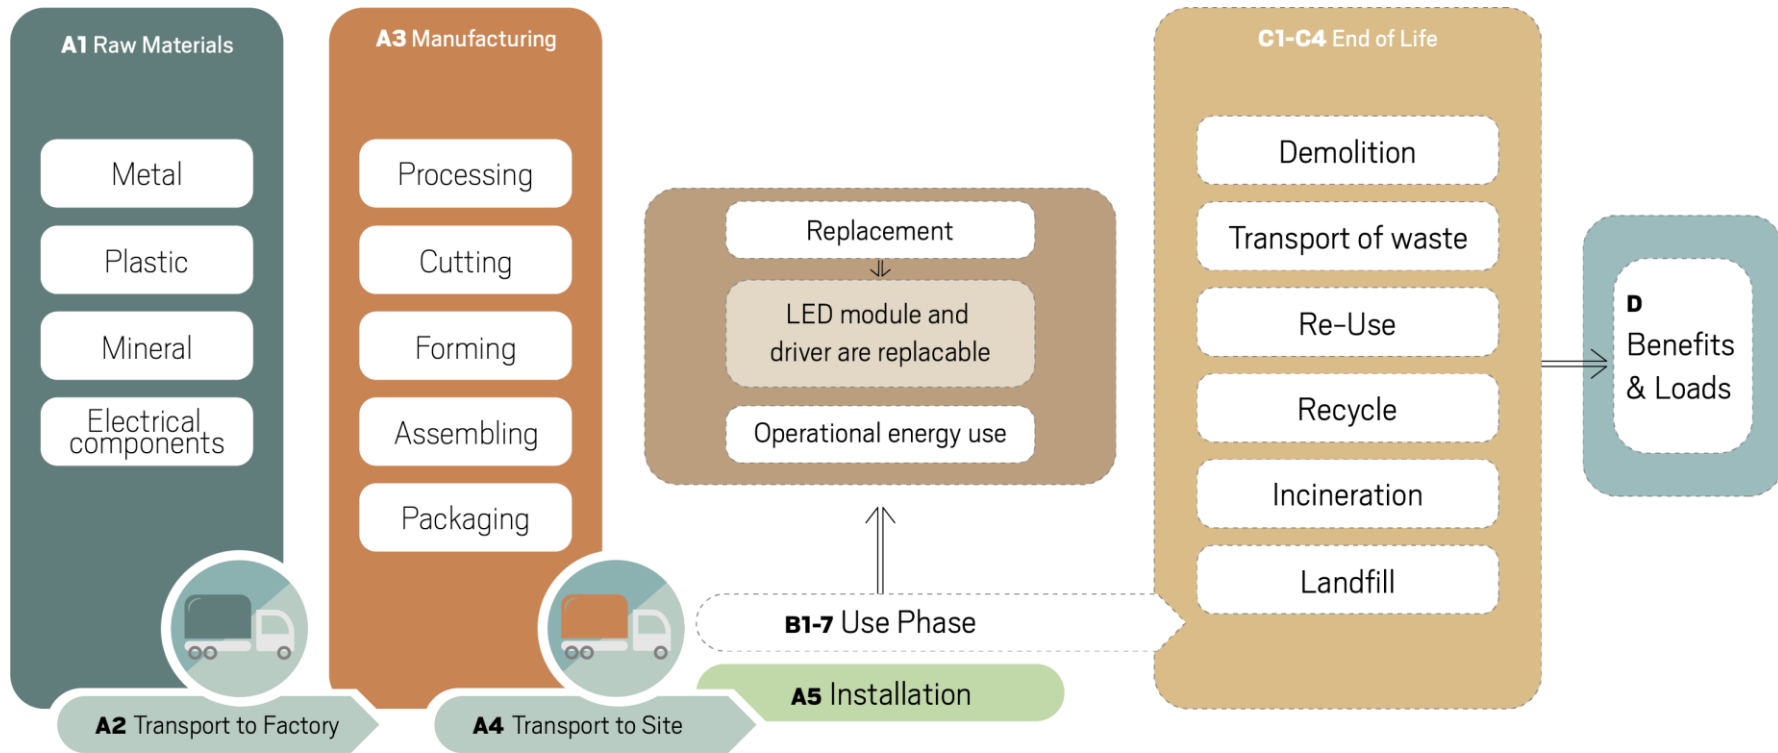 A1 Raw Materials
Metal
Plastic
Mineral
Electrical
components
A2 Transport to Factory
A3 Manufacturing
Processing
Cutting
Forming
Assembling
Packaging
A4 Transport to Site
A5 Installation
B1-7 Use Phase
Replacement
LED module and
driver are replacable
Operational energy use
C1-C4 End of Life
Demolition
Transport of waste
Re-Use
Recycle
Incineration
Landfill
D
Benefits
& Loads